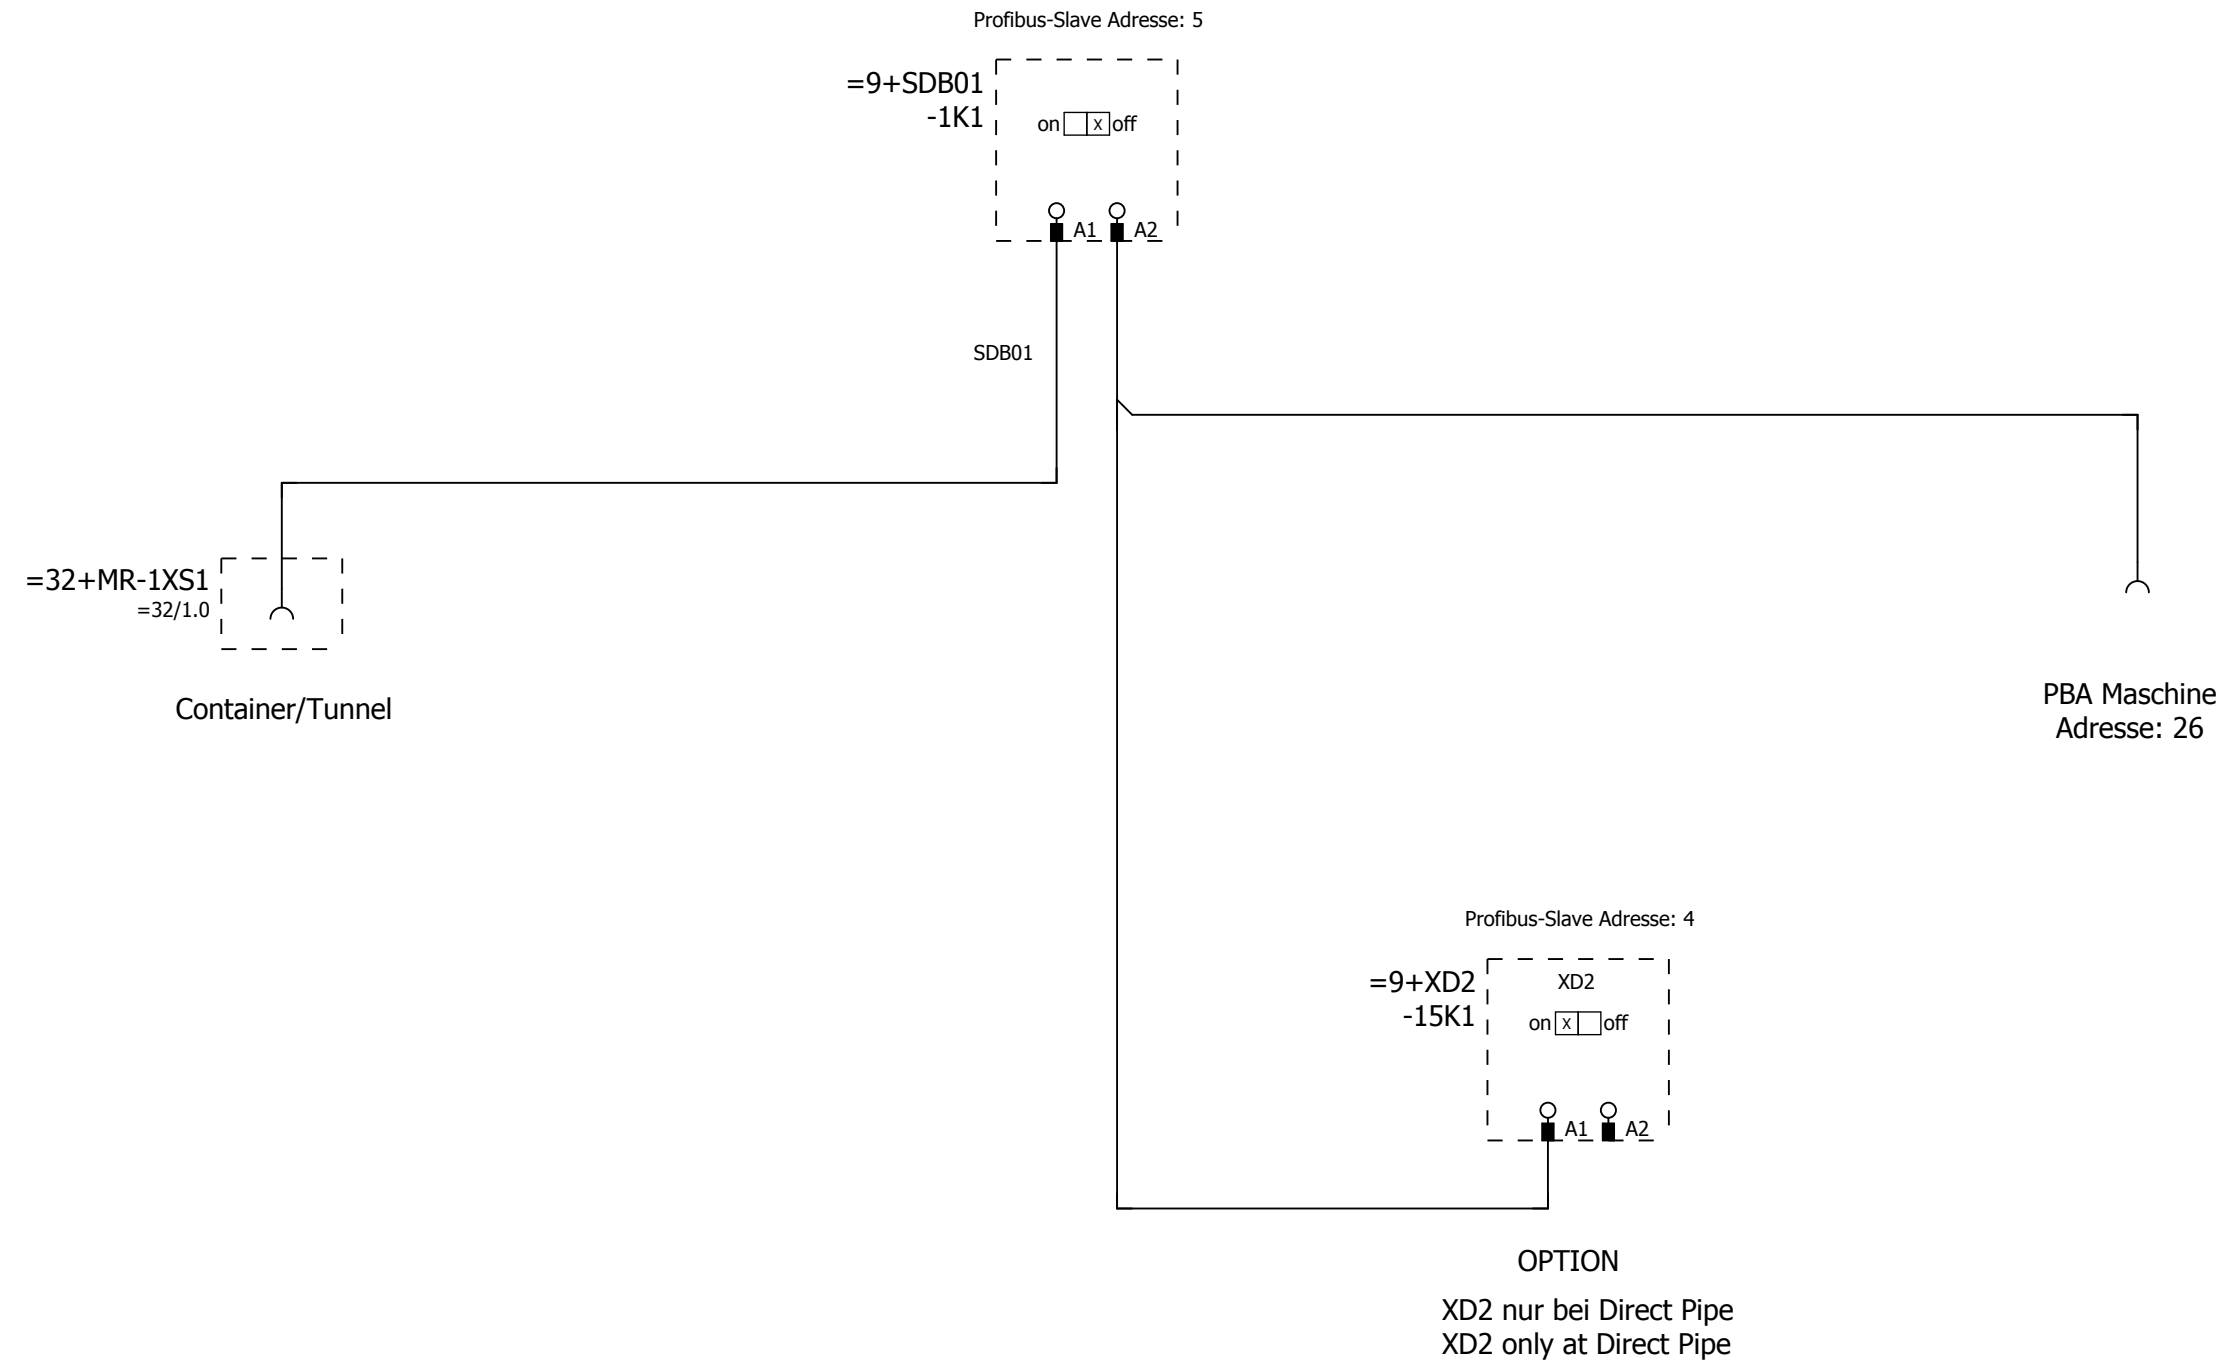 Profibus-Slave Adresse: 5
=9+SDB01
-1K1
on x off
A1 A2
SDB01
=32+MR-1XS1
=32/1.0
Container/Tunnel
PBA Maschine
Adresse: 26
Profibus-Slave Adresse: 4
=9+XD2
XD2
-15K1
on x off
A1 A2
OPTION
XD2 nur bei Direct Pipe
XD2 only at Direct Pipe